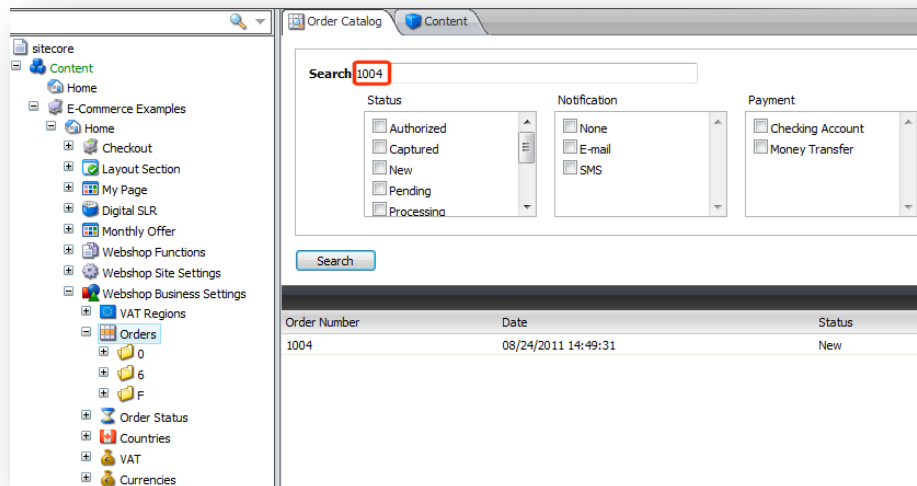 sitecore
Content
Home
E-Commerce Examples
Home
Checkout
Layout Section
My Page
Digital SLR
Monthly Offer
Webshop Functions
Webshop Site Settings
Webshop Business Settings
VAT Regions
Orders
0
6
F
Order Status
Countries
VAT
Currencies
Order Catalog Content
Search 1004
Status Notification Payment
Authorized None Checking Account
Captured E-mail Money Transfer
New SMS
Pending
Processing
Search
Order Number Date Status
1004 08/24/2011 14:49:31 New